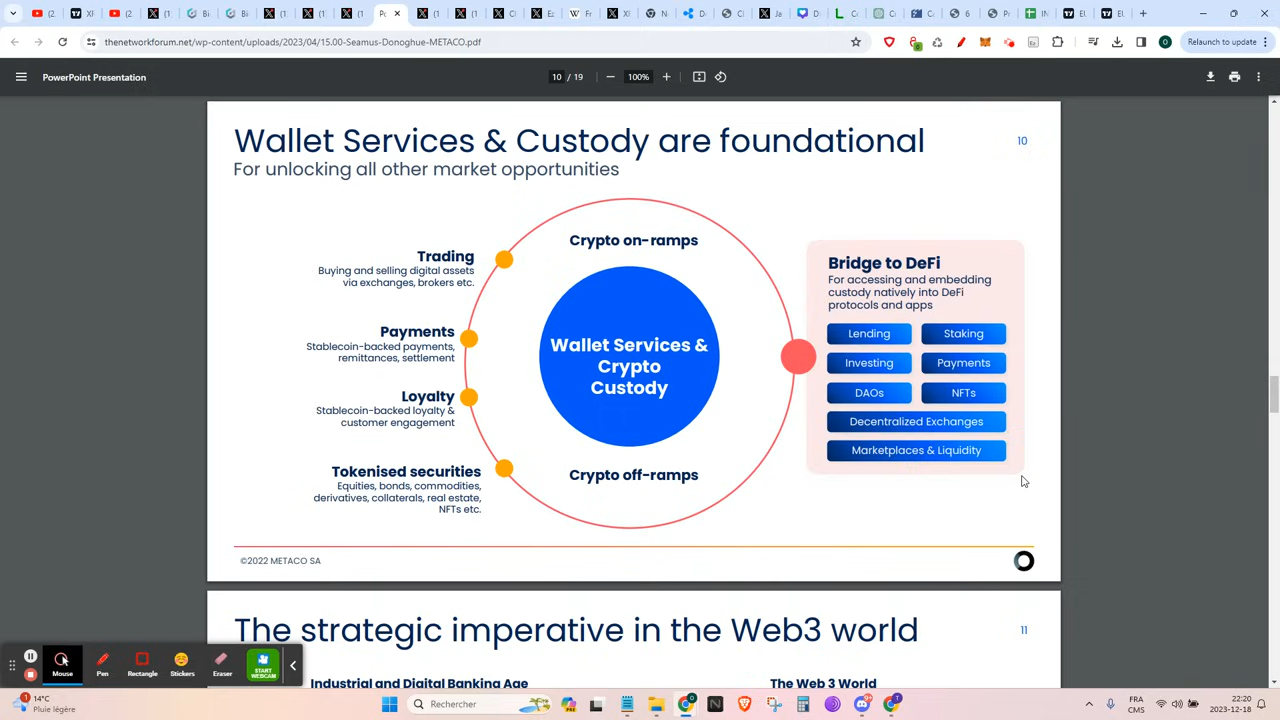 thenetworkforum.net/wp-content/uploads/2023/04/15.00-Seamus-Donoghue-METACO.pdf
Relaunch to update
PowerPoint Presentation
10 / 19
100%
Wallet Services & Custody are foundational
10
For unlocking all other market opportunities
Crypto on-ramps
Wallet Services &
Crypto
Custody
Crypto off-ramps
Trading
Buying and selling digital assets
via exchanges, brokers etc.
Payments
Stablecoin-backed payments,
remittances, settlement
Loyalty
Stablecoin-backed loyalty &
customer engagement
Tokenised securities
Equities, bonds, commodities,
derivatives, collaterals, real estate,
NFTs etc.
Bridge to DeFi
For accessing and embedding
custody natively into DeFi
protocols and apps
Lending
Staking
Investing
Payments
DAOs
NFTs
Decentralized Exchanges
Marketplaces & Liquidity
©2022 METACO SA
The strategic imperative in the Web3 world
11
Industrial and Digital Banking Age
The Web 3 World
Mouse
Pen
Rectangle
Stickers
Eraser
START
WEBCAM
14°C
Pluie légère
Rechercher
FRA
CMS
22:20
2023-12-18